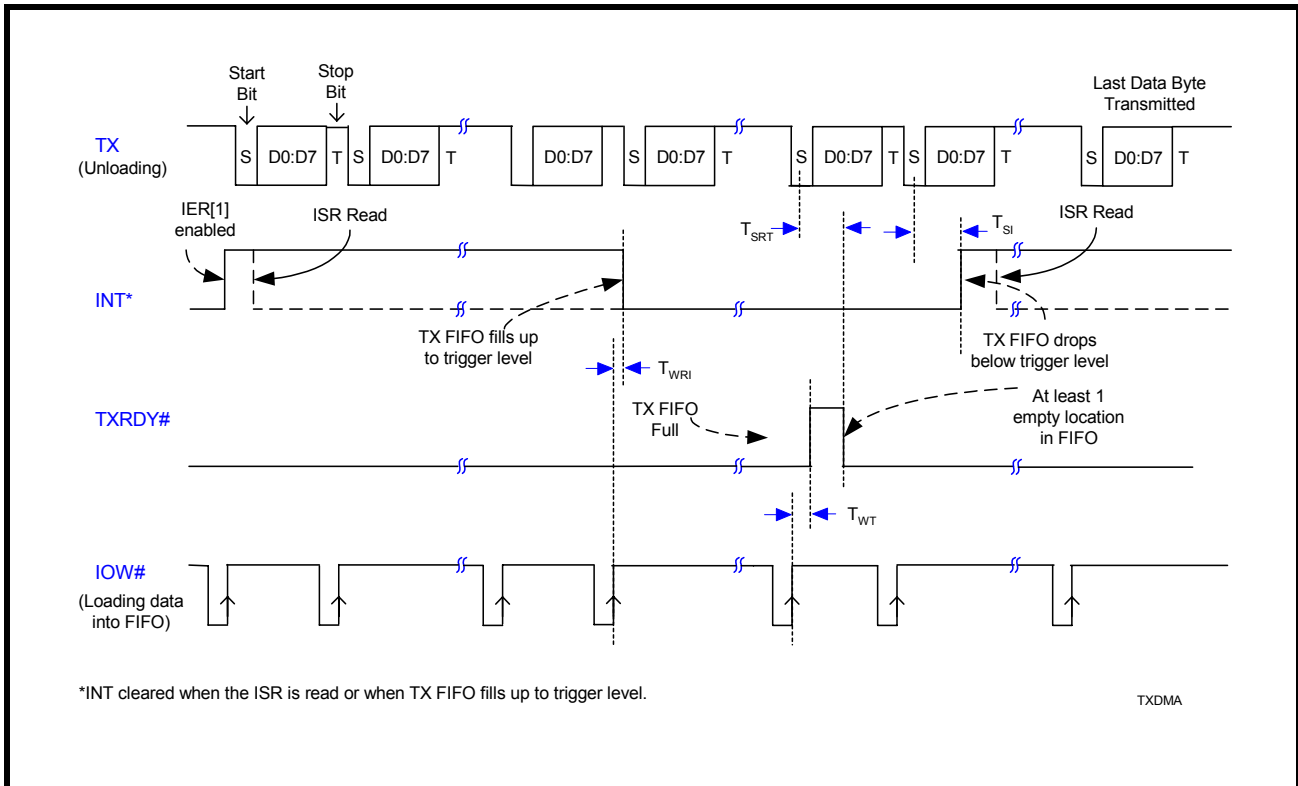 Start
Bit
Stop
Bit
Last Data Byte
Transmitted
TX
(Unloading)
S D0:D7 T S D0:D7 T D0:D7 S D0:D7 T S D0:D7 T S D0:D7 T S D0:D7 T
IER[1]
enabled
ISR Read
TSRT
TSI
ISR Read
INT*
TX FIFO fills up
to trigger level
TX FIFO drops
below trigger level
TWRI
TXRDY#
TX FIFO
Full
At least 1
empty location
in FIFO
TWT
IOW#
(Loading data
into FIFO)
*INT cleared when the ISR is read or when TX FIFO fills up to trigger level.
TXDMA